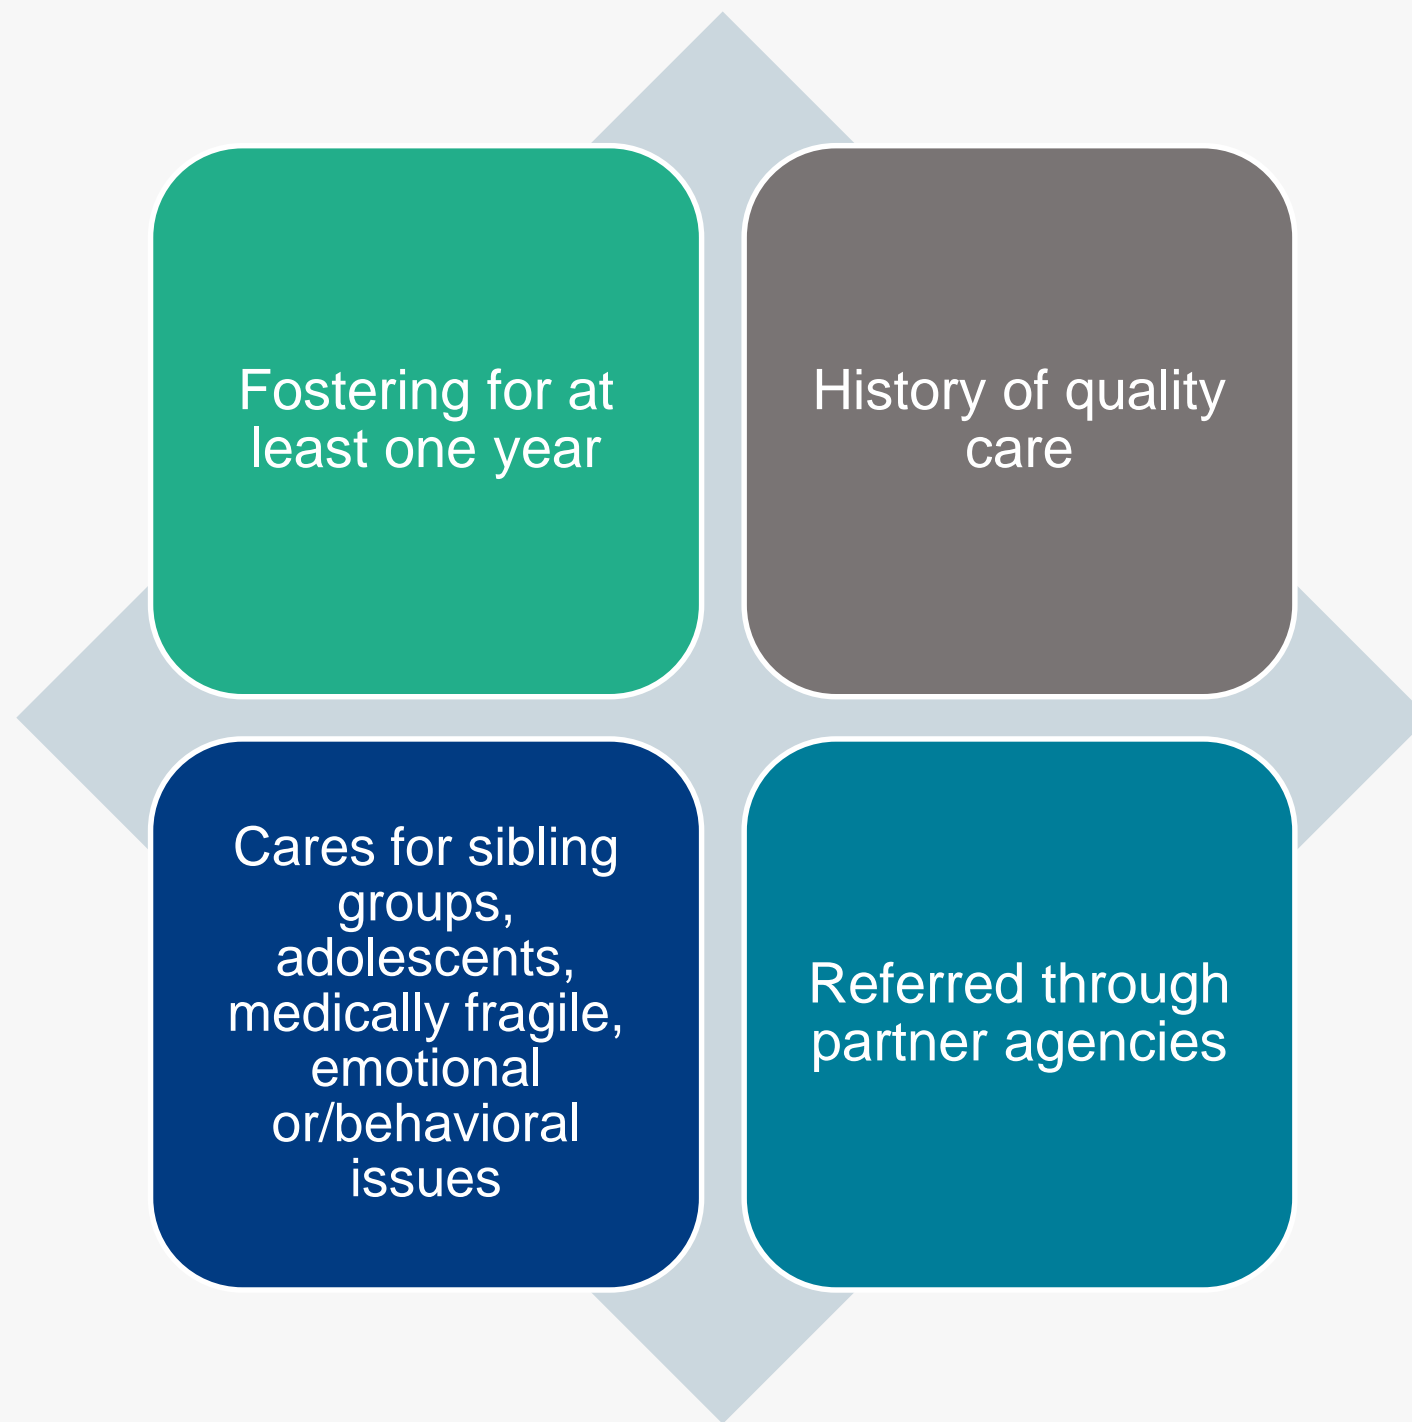 Fostering for at
least one year
History of quality
care
Cares for sibling
groups,
adolescents,
medically fragile,
emotional
or/behavioral
issues
Referred through
partner agencies